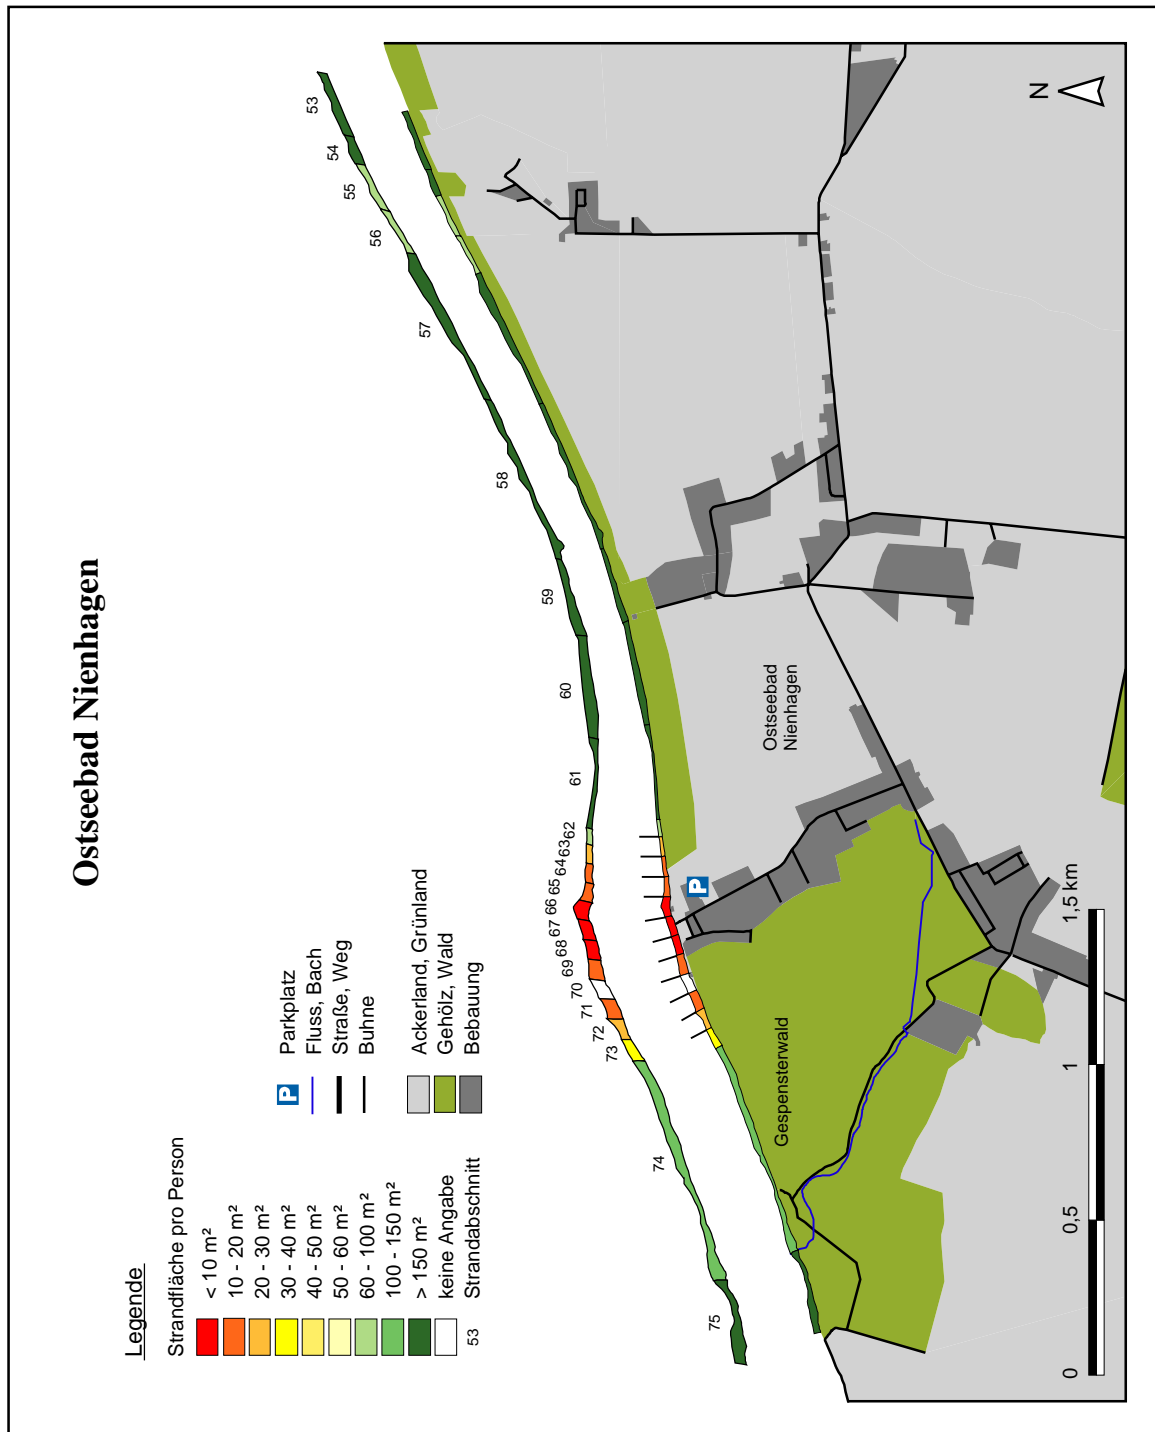 Ostseebad Nienhagen
Legende
Strandfläche pro Person
< 10 m²
10 - 20 m²
20 - 30 m²
30 - 40 m²
40 - 50 m²
50 - 60 m²
60 - 100 m²
100 - 150 m²
> 150 m²
keine Angabe
53 Strandabschnitt
P Parkplatz
Fluss, Bach
Straße, Weg
Buhne
Ackerland, Grünland
Gehölz, Wald
Bebauung
75
74
73
72
71
70
69
68
67
66
65
64
63
62
61
60
59
58
57
56
55
54
53
P
Ostseebad
Nienhagen
Gespensterwald
N
0
0,5
1
1,5 km